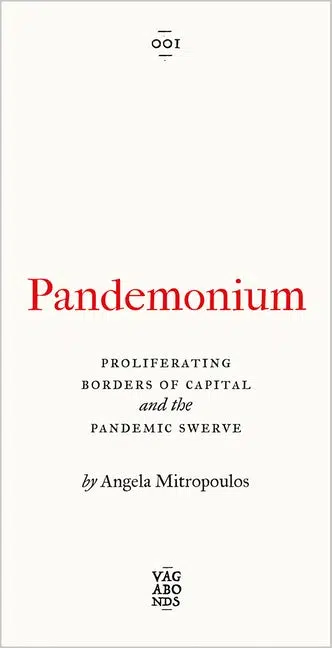 001
Pandemonium
PROLIFERATING
BORDERS OF CAPITAL
and the
PANDEMIC SWERVE
by Angela Mitropoulos
VAG
ABO
NDS